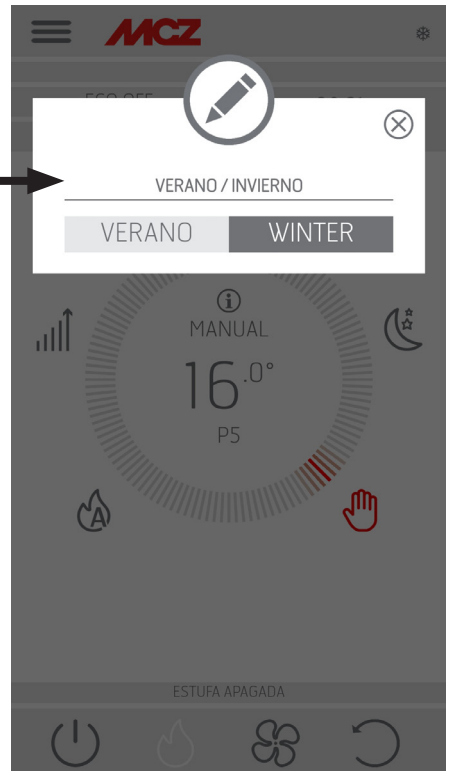 MCZ
VERANO / INVIERNO
VERANO WINTER
MANUAL
16.0°
P5
A
ESTUFA APAGADA